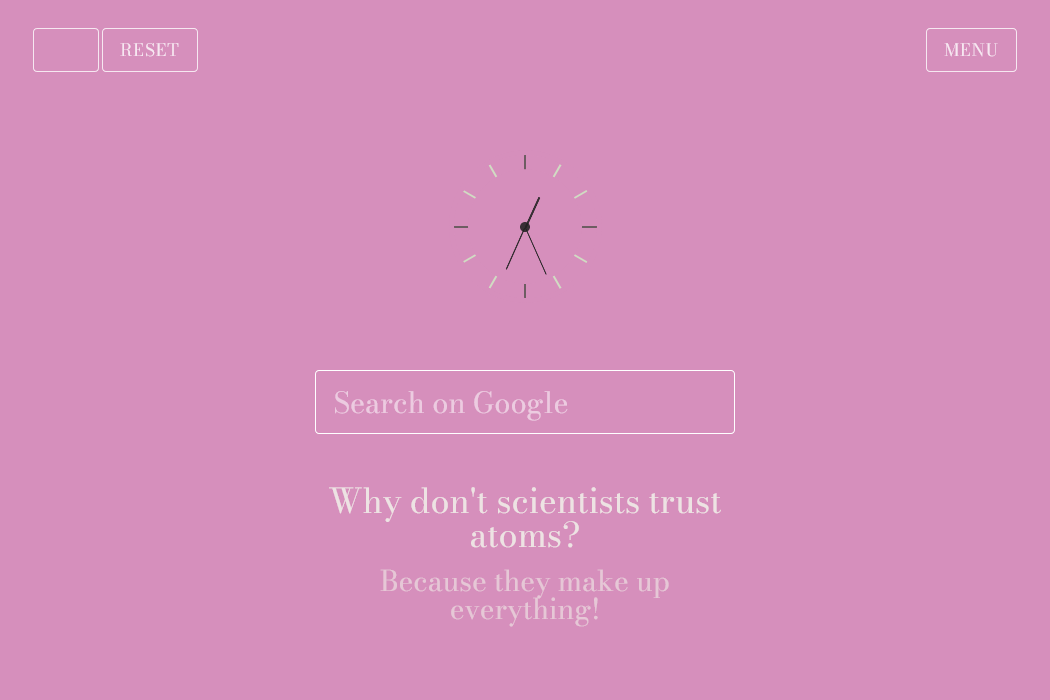 RESET
MENU
Search on Google
Why don't scientists trust
atoms?
Because they make up
everything!